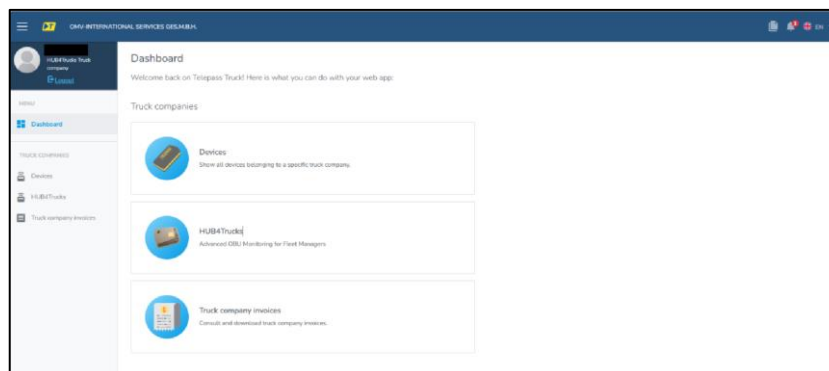 OMV-INTERNATIONAL SERVICES GES.M.B.H.
EN
HUB4Trucks Truck
company
Logout
MENU
Dashboard
TRUCK COMPANIES
Devices
HUB4Trucks
Truck company invoices
Dashboard
Welcome back on Telepass Truck! Here is what you can do with your web app:
Truck companies
Devices
Show all devices belonging to a specific truck company.
HUB4Trucks
Advanced OBU Monitoring for Fleet Managers
Truck company invoices
Consult and download truck company invoices.